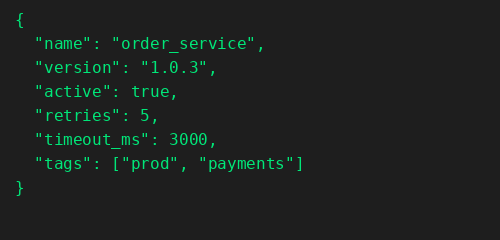 {
  "name": "order_service",
  "version": "1.0.3",
  "active": true,
  "retries": 5,
  "timeout_ms": 3000,
  "tags": ["prod", "payments"]
}